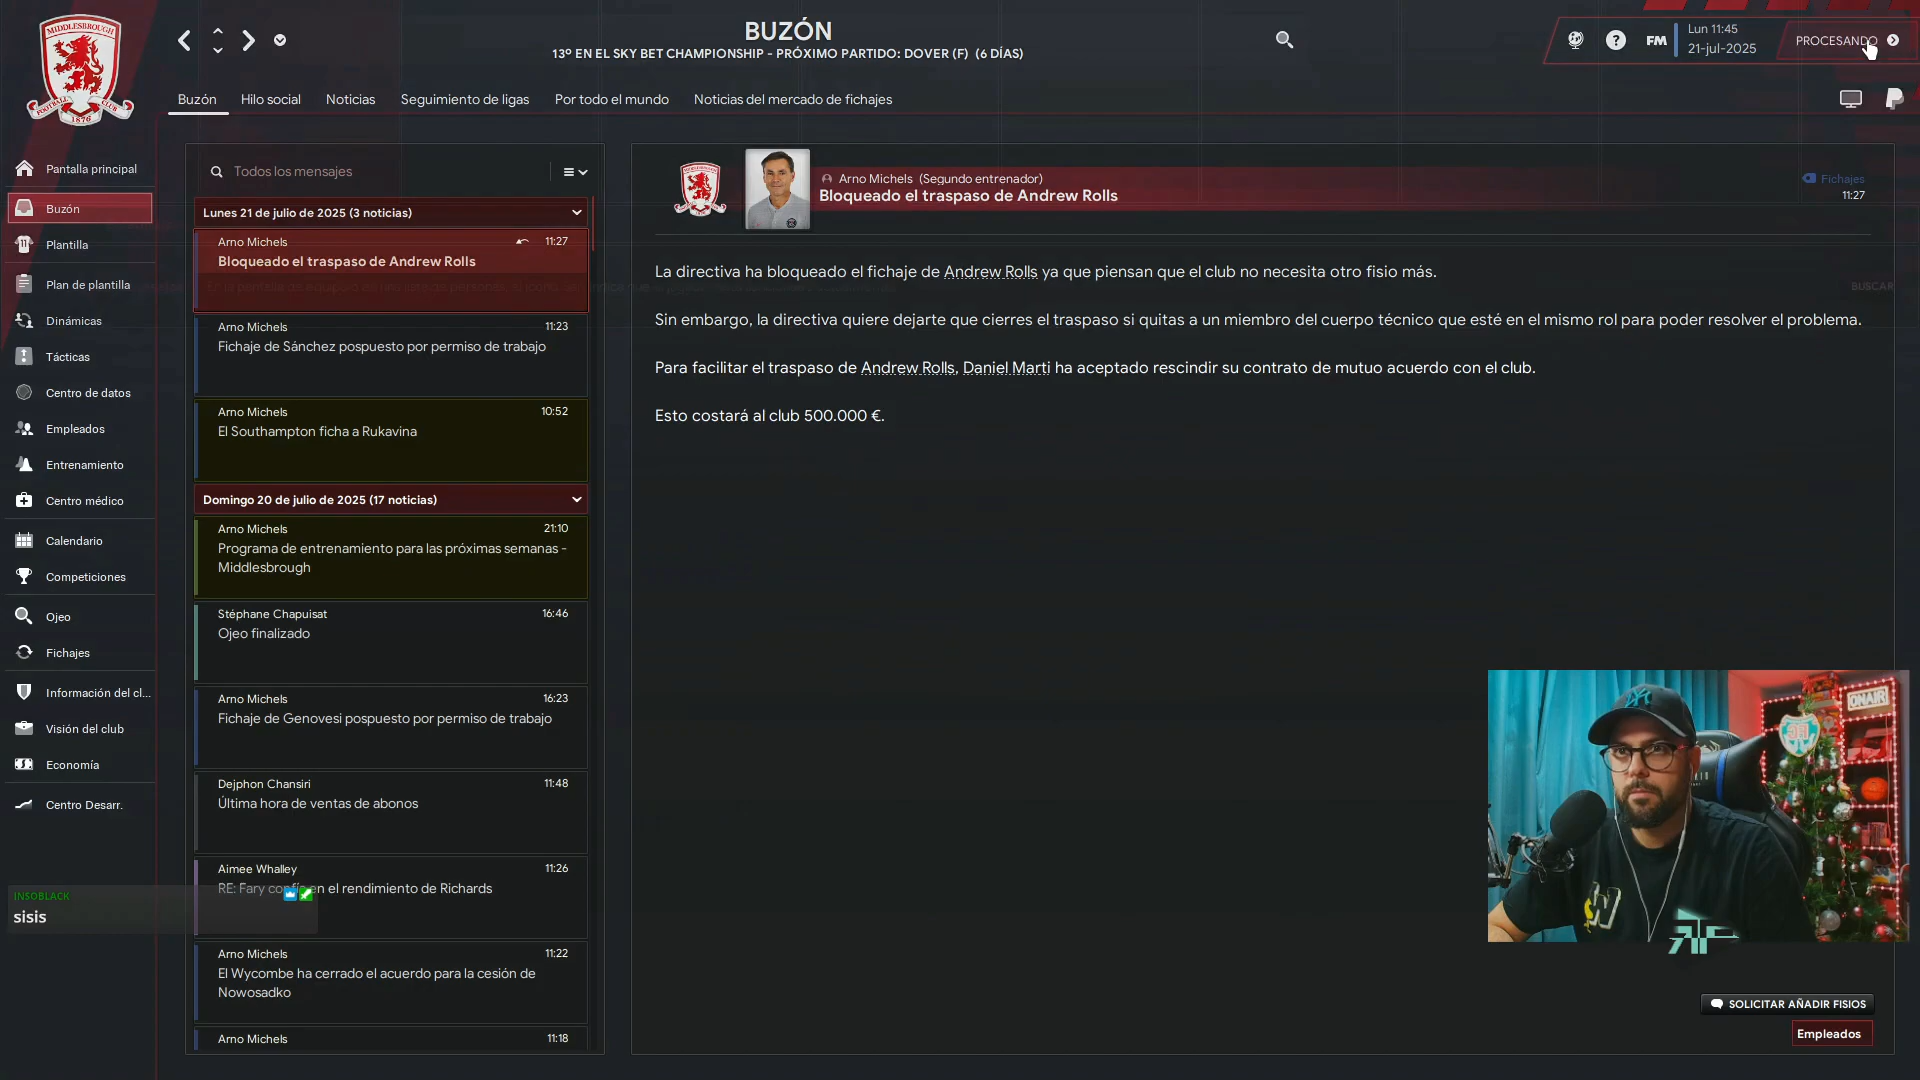 MIDDLESBROUGH
FOOTBALL CLUB
1876
BUZÓN
13º EN EL SKY BET CHAMPIONSHIP - PRÓXIMO PARTIDO: DOVER (F) (6 DÍAS)
FM
Lun 11:45
21-jul-2025
PROCESANDO
Buzón
Hilo social
Noticias
Seguimiento de ligas
Por todo el mundo
Noticias del mercado de fichajes
Pantalla principal
Buzón
Plantilla
Plan de plantilla
Dinámicas
Tácticas
Centro de datos
Empleados
Entrenamiento
Centro médico
Calendario
Competiciones
Ojeo
Fichajes
Información del cl...
Visión del club
Economía
Centro Desarr.
INSOBLACK
sisis
Todos los mensajes
Lunes 21 de julio de 2025 (3 noticias)
Arno Michels 11:27
Bloqueado el traspaso de Andrew Rolls
Arno Michels 11:23
Fichaje de Sánchez pospuesto por permiso de trabajo
Arno Michels 10:52
El Southampton ficha a Rukavina
Domingo 20 de julio de 2025 (17 noticias)
Arno Michels 21:10
Programa de entrenamiento para las próximas semanas -
Middlesbrough
Stéphane Chapuisat 16:46
Ojeo finalizado
Arno Michels 16:23
Fichaje de Genovesi pospuesto por permiso de trabajo
Dejphon Chansiri 11:48
Última hora de ventas de abonos
Aimee Whalley 11:26
RE: Fary confía en el rendimiento de Richards
Arno Michels 11:22
El Wycombe ha cerrado el acuerdo para la cesión de
Nowosadko
Arno Michels 11:18
Arno Michels (Segundo entrenador)
Bloqueado el traspaso de Andrew Rolls
Fichajes
11:27
La directiva ha bloqueado el fichaje de Andrew Rolls ya que piensan que el club no necesita otro fisio más.
BUSCAR
Sin embargo, la directiva quiere dejarte que cierres el traspaso si quitas a un miembro del cuerpo técnico que esté en el mismo rol para poder resolver el problema.
Para facilitar el traspaso de Andrew Rolls, Daniel Marti ha aceptado rescindir su contrato de mutuo acuerdo con el club.
Esto costará al club 500.000 €.
ON AIR
SOLICITAR AÑADIR FISIOS
Empleados